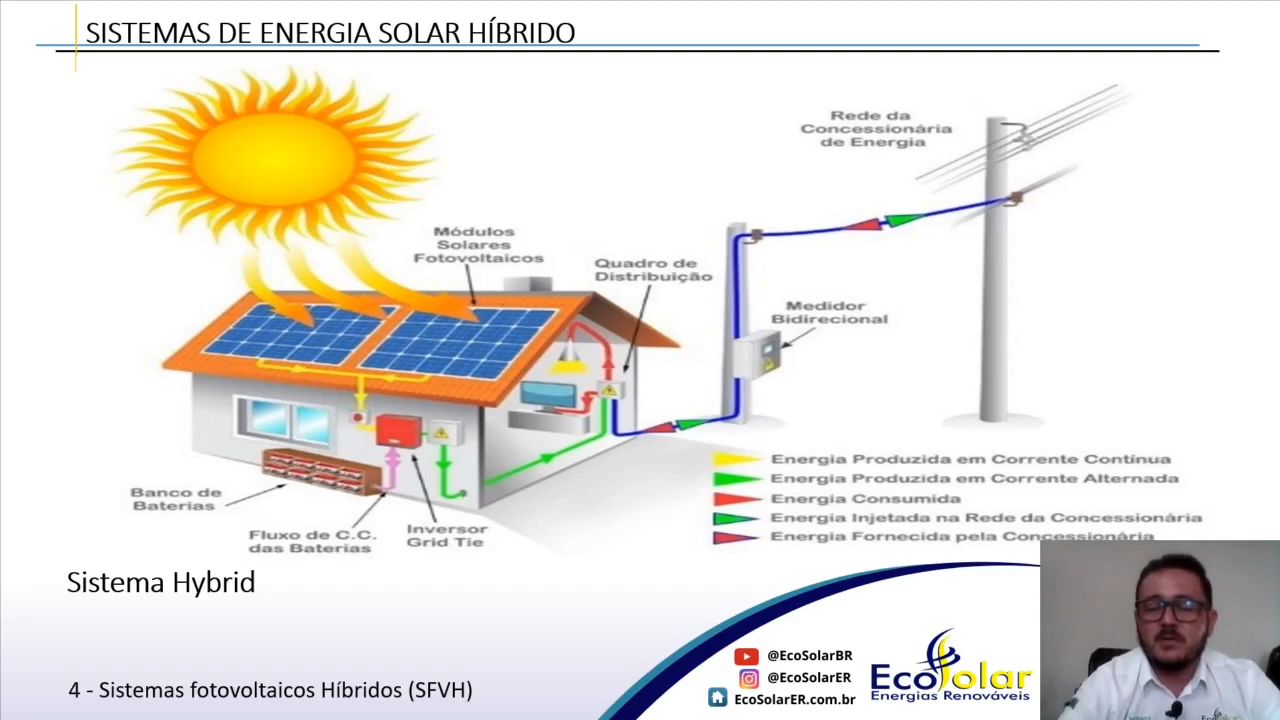 SISTEMAS DE ENERGIA SOLAR HÍBRIDO
Rede da
Concessionária
de Energia
Módulos
Solares
Fotovoltaicos
Quadro de
Distribuição
Medidor
Bidirecional
Banco de
Baterias
Fluxo de C.C.
das Baterias
Inversor
Grid Tie
Energia Produzida em Corrente Contínua
Energia Produzida em Corrente Alternada
Energia Consumida
Energia Injetada na Rede da Concessionária
Energia Fornecida pela Concessionária
Sistema Hybrid
4 - Sistemas fotovoltaicos Híbridos (SFVH)
@EcoSolarBR
@EcoSolarER
EcoSolarER.com.br
EcoSolar
Energias Renováveis